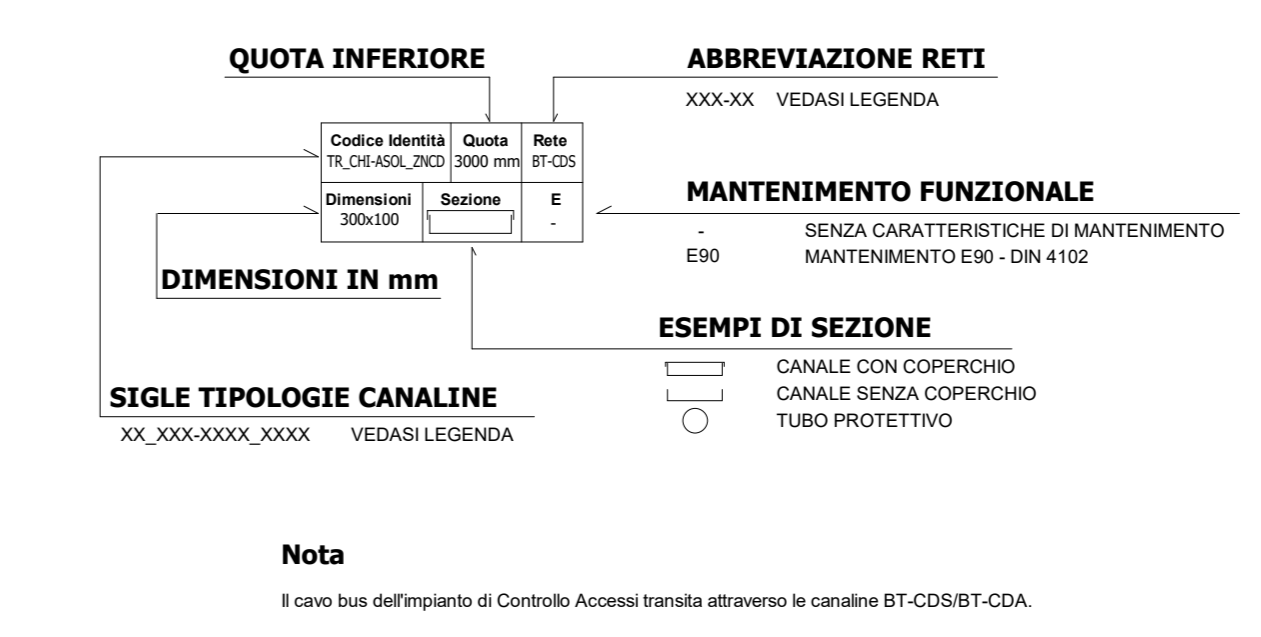 QUOTA INFERIORE
ABBREVIAZIONE RETI
XXX-XX VEDASI LEGENDA
Codice Identità Quota Rete
TR_CHI-ASOL_ZNCD 3000 mm BT-CDS
Dimensioni Sezione E
300x100 -
MANTENIMENTO FUNZIONALE
- SENZA CARATTERISTICHE DI MANTENIMENTO
E90 MANTENIMENTO E90 - DIN 4102
DIMENSIONI IN mm
ESEMPI DI SEZIONE
CANALE CON COPERCHIO
CANALE SENZA COPERCHIO
TUBO PROTETTIVO
SIGLE TIPOLOGIE CANALINE
XX_XXX-XXXX_XXXX VEDASI LEGENDA
Nota
Il cavo bus dell'impianto di Controllo Accessi transita attraverso le canaline BT-CDS/BT-CDA.